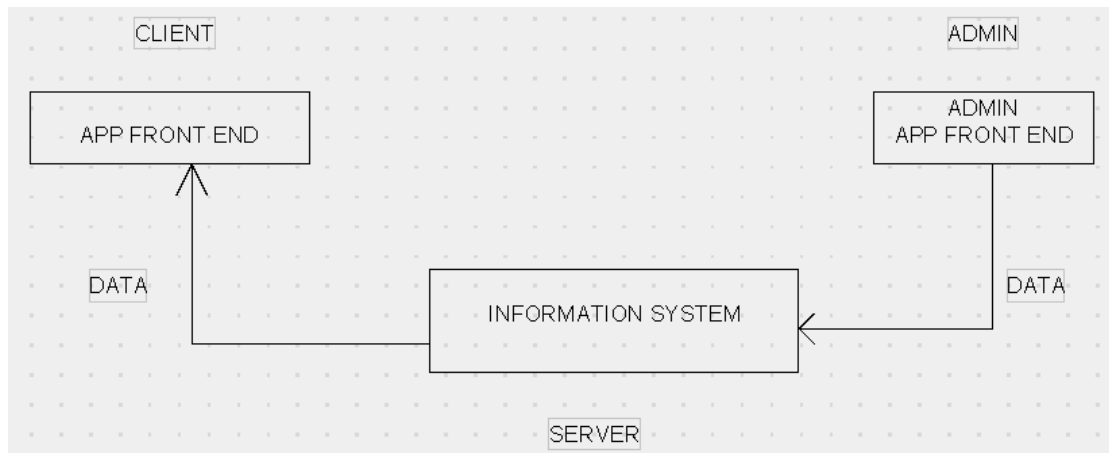 CLIENT
ADMIN
APP FRONT END
ADMIN
APP FRONT END
DATA
DATA
INFORMATION SYSTEM
SERVER